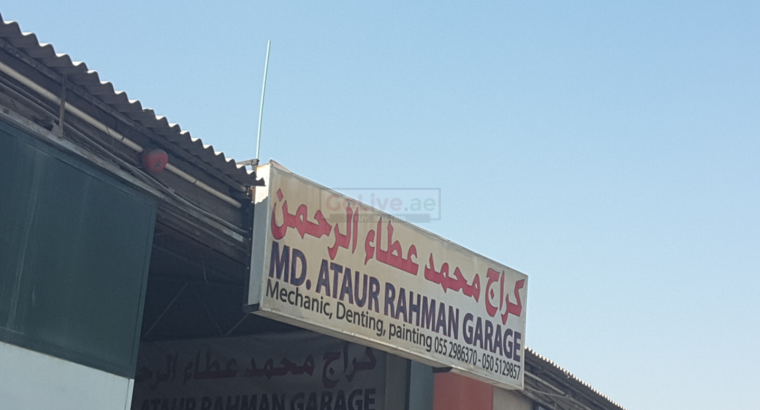 GoLive.ae
كراج محمد عطاء الرحمن
MD. ATAUR RAHMAN GARAGE
Mechanic, Denting, painting 055 2986370 - 050 5129857
كراج محمد عطاء الرحمن
ATAUR RAHMAN GARAGE